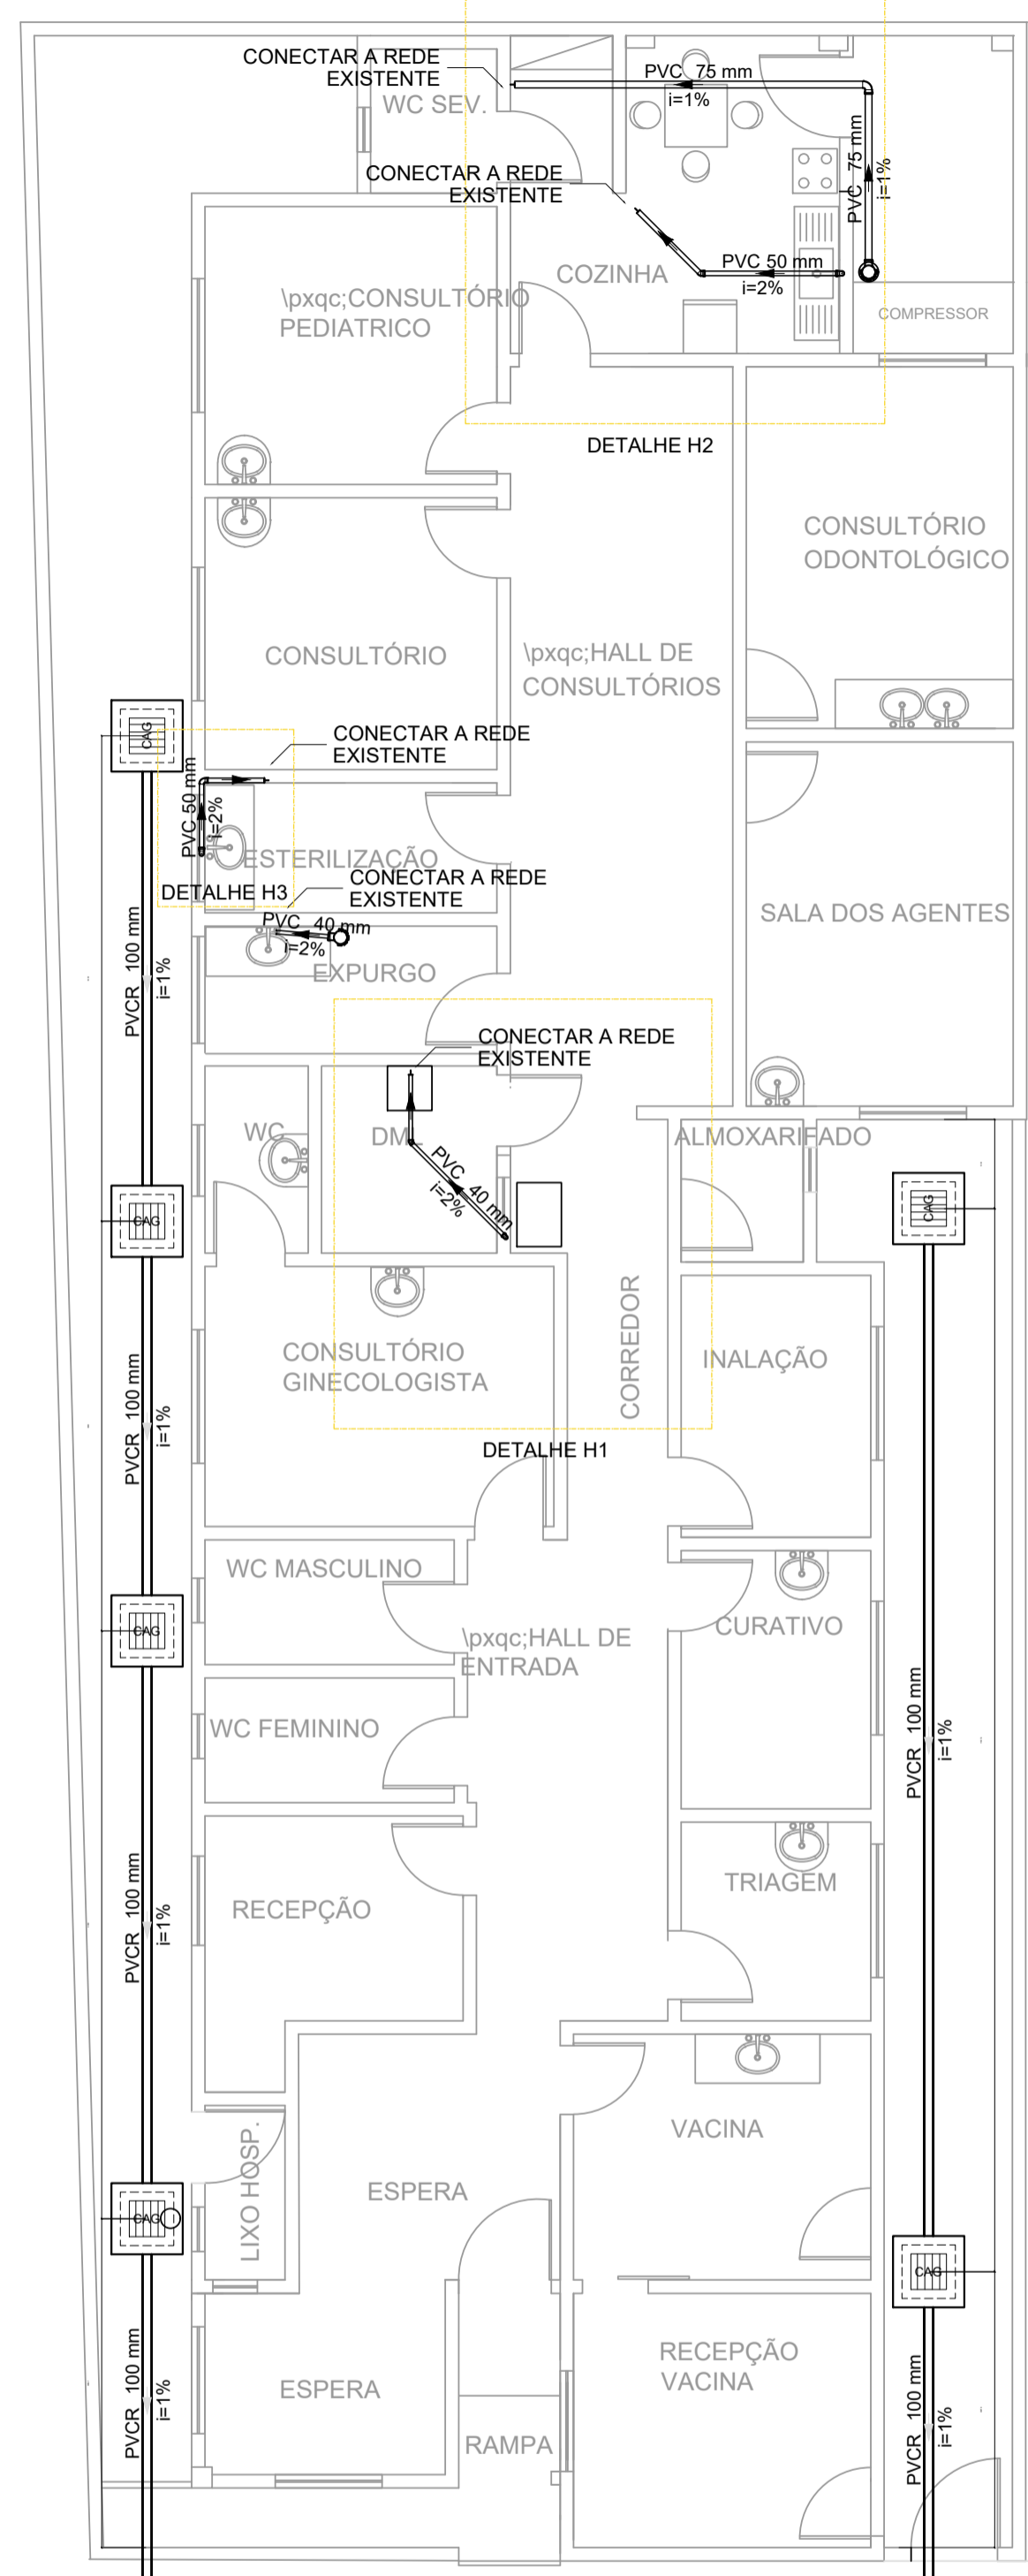 CONECTAR A REDE
EXISTENTE
WC SEV.
PVC 75 mm
i=1%
PVC 75 mm
i=1%
CONECTAR A REDE
EXISTENTE
COZINHA
PVC 50 mm
i=2%
COMPRESSOR
\pxqc;CONSULTÓRIO
PEDIATRICO
DETALHE H2
CONSULTÓRIO
ODONTOLÓGICO
CONSULTÓRIO
\pxqc;HALL DE
CONSULTÓRIOS
CAG
CONECTAR A REDE
EXISTENTE
PVC 50 mm
i=2%
ESTERILIZAÇÃO
DETALHE H3
CONECTAR A REDE
EXISTENTE
PVC 40 mm
i=2%
EXPURGO
SALA DOS AGENTES
PVCR 100 mm
i=1%
CONECTAR A REDE
EXISTENTE
WC
DML
PVC 40 mm
i=2%
ALMOXARIFADO
CAG
CAG
CORREDOR
CONSULTÓRIO
GINECOLOGISTA
INALAÇÃO
PVCR 100 mm
i=1%
DETALHE H1
WC MASCULINO
CAG
\pxqc;HALL DE
ENTRADA
CURATIVO
WC FEMININO
PVCR 100 mm
i=1%
RECEPÇÃO
TRIAGEM
PVCR 100 mm
i=1%
LIXO HOSP.
ESPERA
VACINA
CAG
CAG
ESPERA
RECEPÇÃO
VACINA
RAMPA
PVCR 100 mm
i=1%
PVCR 100 mm
i=1%